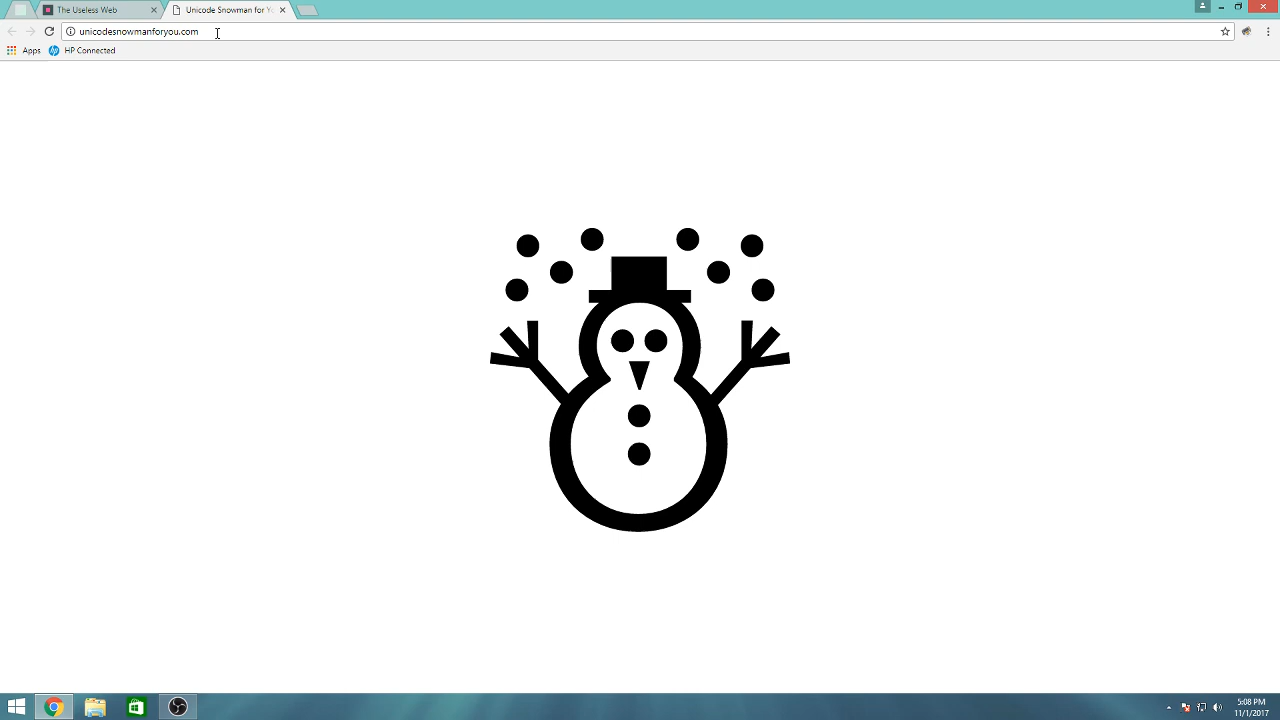 The Useless Web
Unicode Snowman for Yo
unicodesnowmanforyou.com
Apps
HP Connected
5:08 PM
11/1/2017